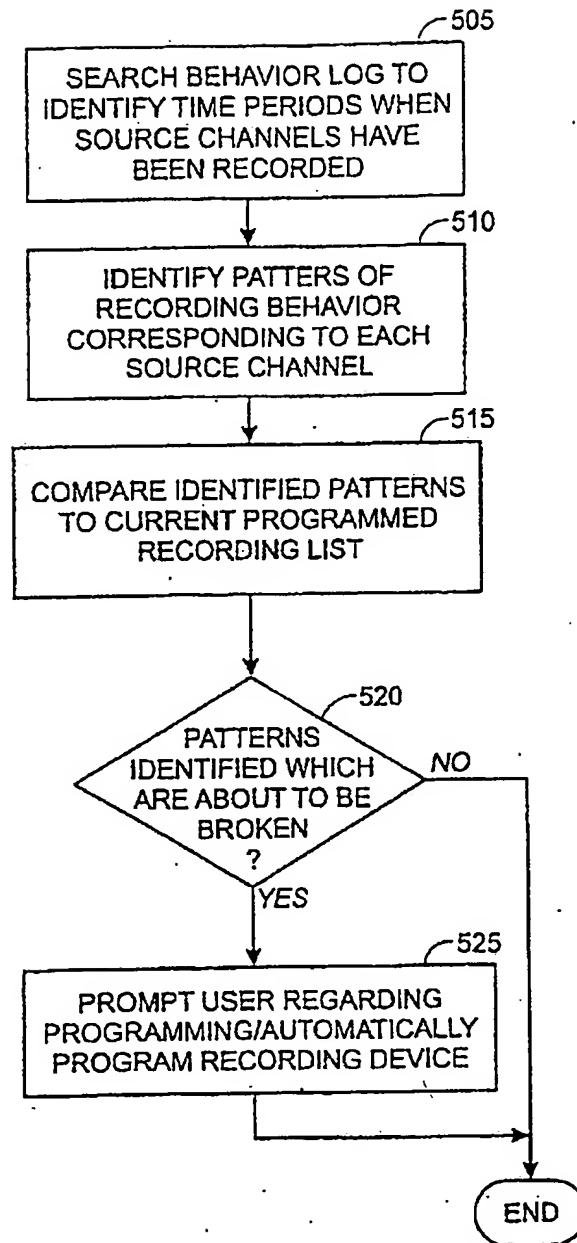 505
SEARCH BEHAVIOR LOG TO
IDENTIFY TIME PERIODS WHEN
SOURCE CHANNELS HAVE
BEEN RECORDED
510
IDENTIFY PATTERS OF
RECORDING BEHAVIOR
CORRESPONDING TO EACH
SOURCE CHANNEL
515
COMPARE IDENTIFIED PATTERNS
TO CURRENT PROGRAMMED
RECORDING LIST
520
PATTERNS
IDENTIFIED WHICH
ARE ABOUT TO BE
BROKEN
?
NO
YES
525
PROMPT USER REGARDING
PROGRAMMING/AUTOMATICALLY
PROGRAM RECORDING DEVICE
END